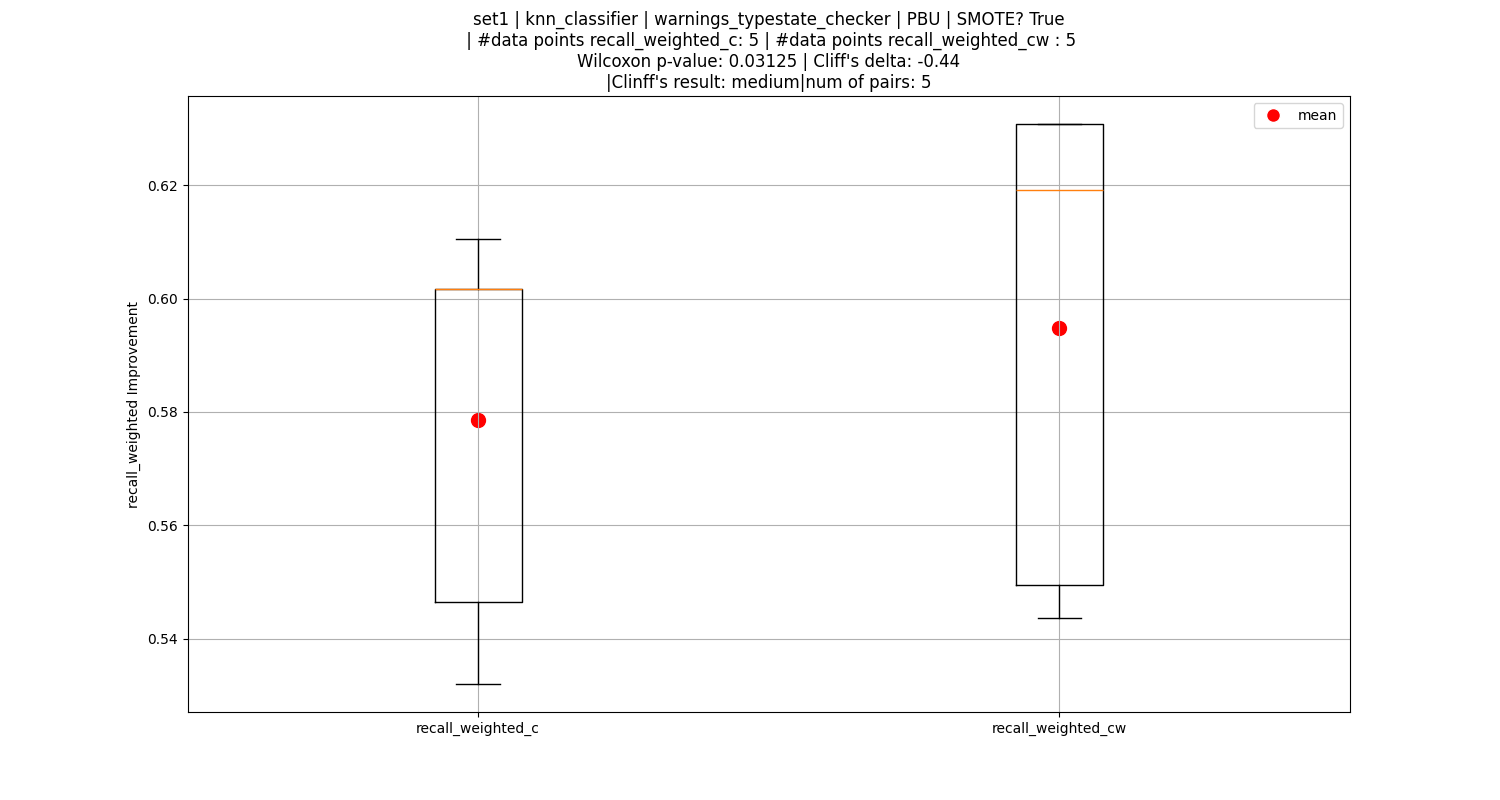 set1 | knn_classifier | warnings_typestate_checker | PBU | SMOTE? True
| #data points recall_weighted_c: 5 | #data points recall_weighted_cw : 5
Wilcoxon p-value: 0.03125 | Cliff's delta: -0.44
|Clinff's result: medium|num of pairs: 5
mean
recall_weighted Improvement
0.62
0.60
0.58
0.56
0.54
recall_weighted_c
recall_weighted_cw